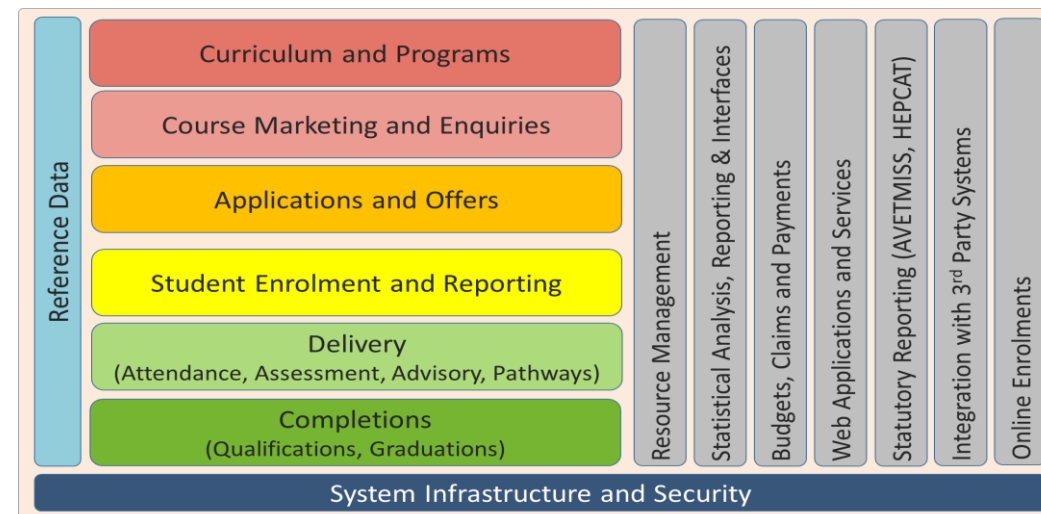 Reference Data
Curriculum and Programs
Course Marketing and Enquiries
Applications and Offers
Student Enrolment and Reporting
Delivery
(Attendance, Assessment, Advisory, Pathways)
Completions
(Qualifications, Graduations)
Resource Management
Statistical Analysis, Reporting & Interfaces
Budgets, Claims and Payments
Web Applications and Services
Statutory Reporting (AVETMISS, HEPCAT)
Integration with 3rd Party Systems
Online Enrolments
System Infrastructure and Security